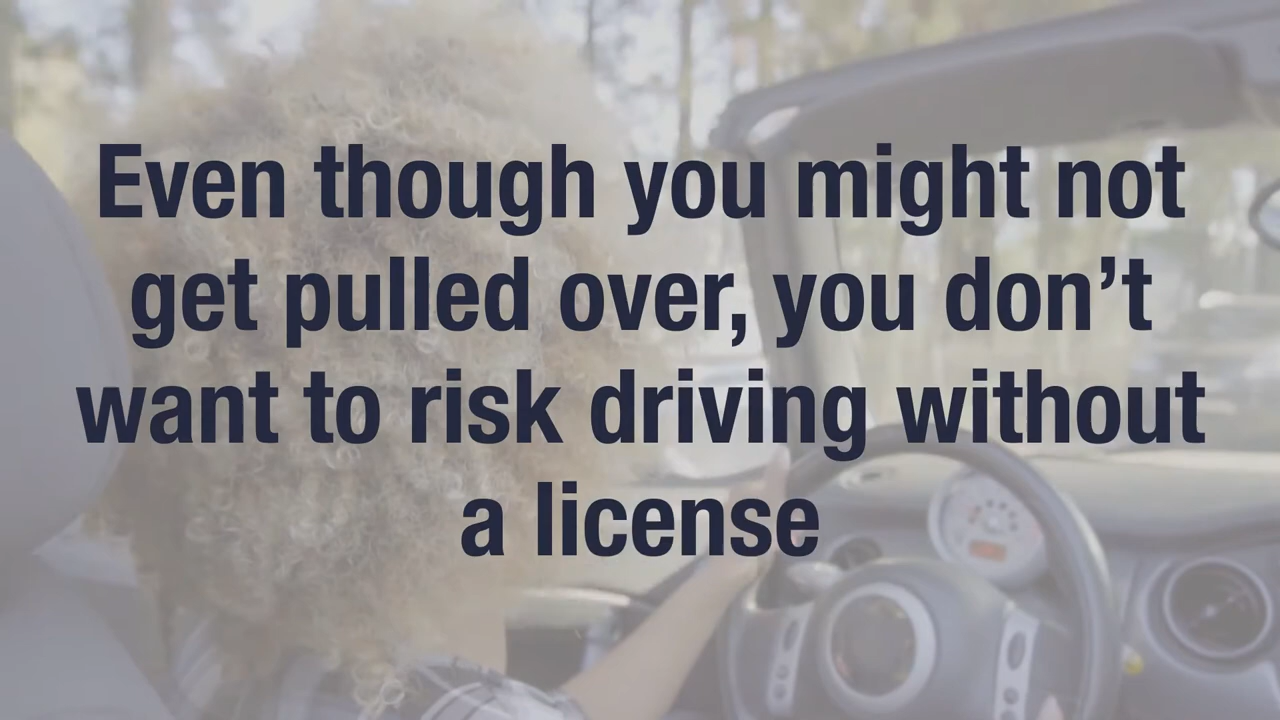 Even though you might not
get pulled over, you don’t
want to risk driving without
a license